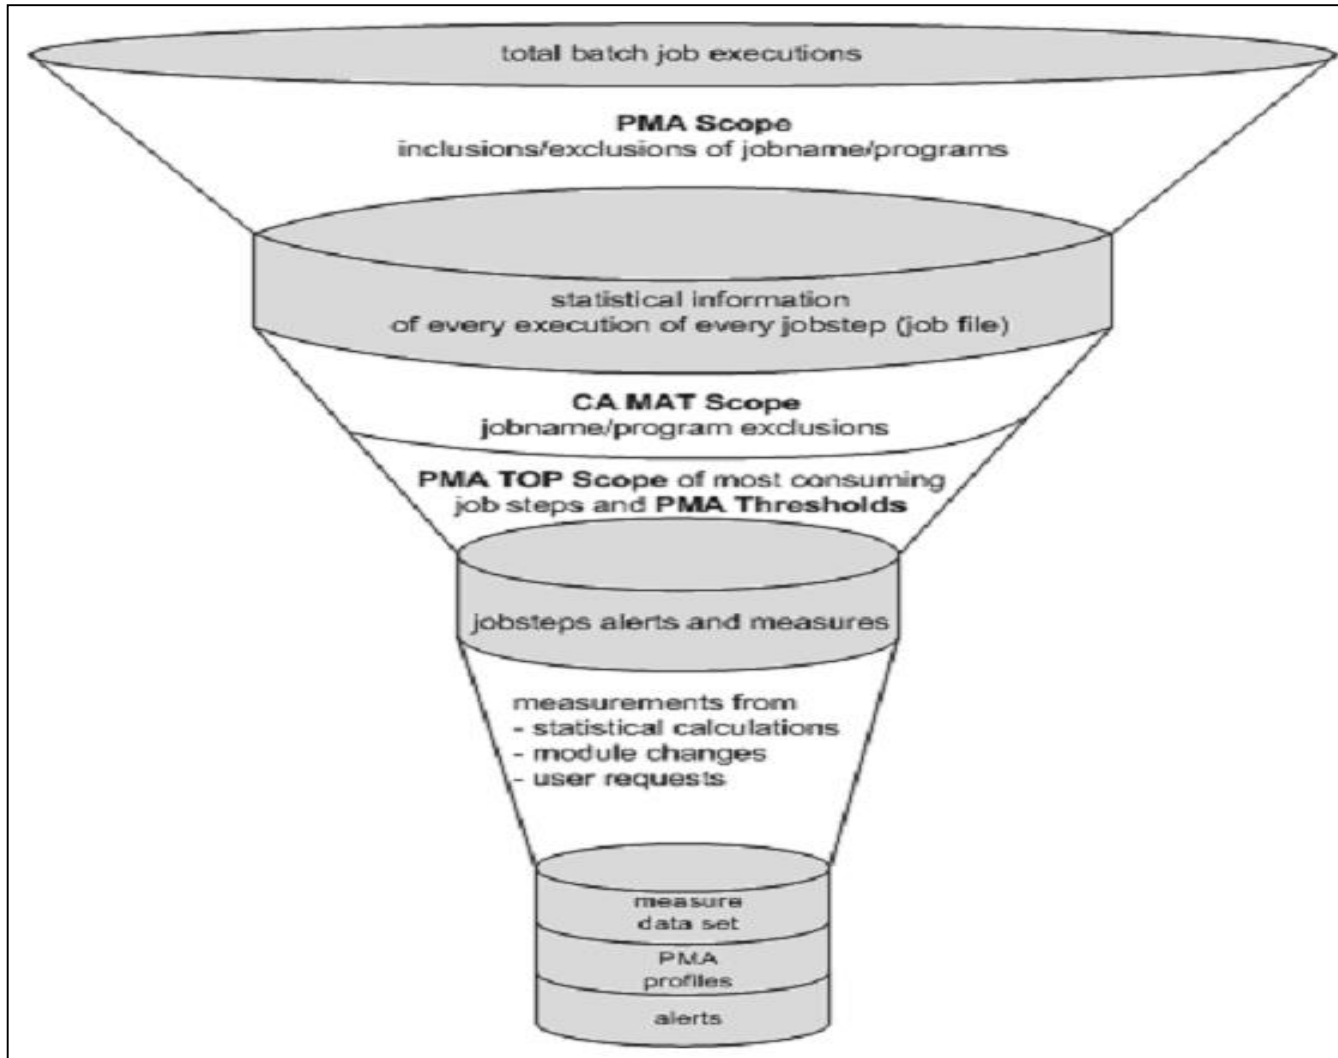 total batch job executions
PMA Scope
inclusions/exclusions of jobname/programs
statistical information
of every execution of every jobstep (job file)
CA MAT Scope
jobname/program exclusions
PMA TOP Scope of most consuming
job steps and PMA Thresholds
jobsteps alerts and measures
measurements from
- statistical calculations
- module changes
- user requests
measure
data set
PMA
profiles
alerts